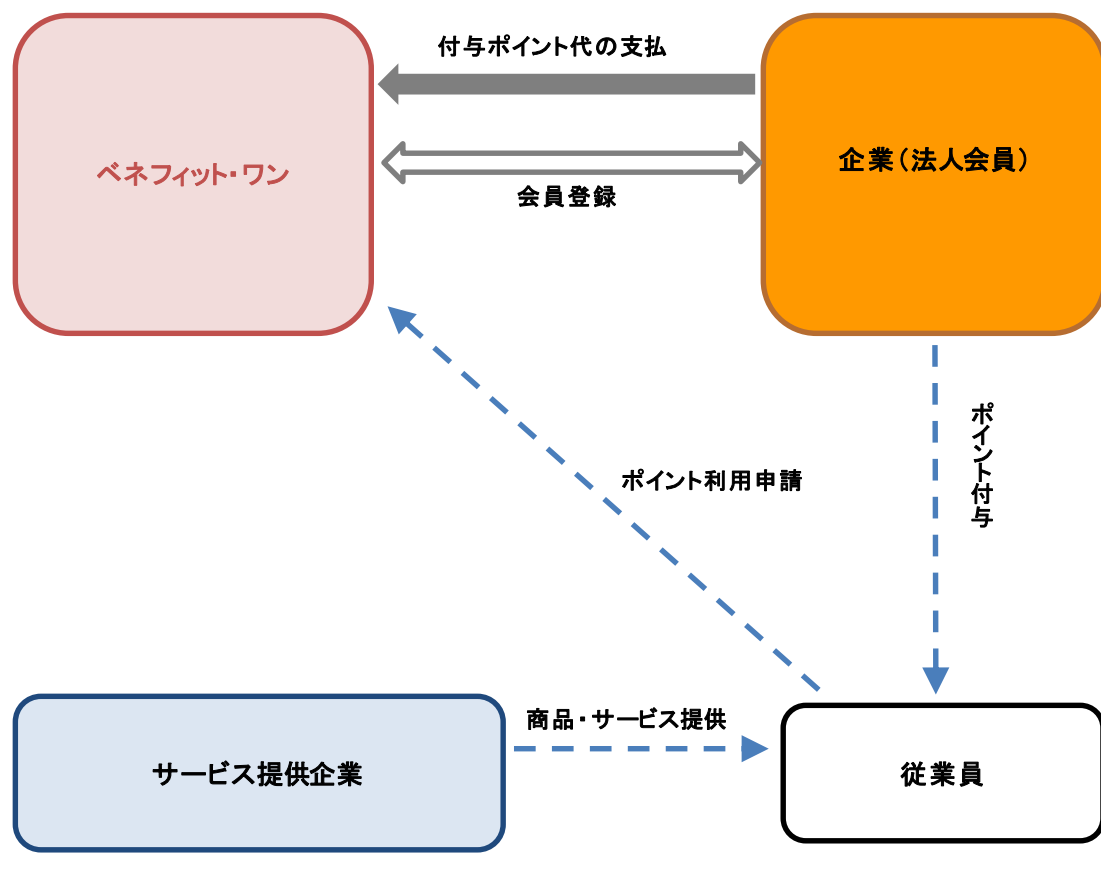 付与ポイント代の支払
ベネフィット・ワン
企業(法人会員)
会員登録
ポイント付与
ポイント利用申請
商品・サービス提供
サービス提供企業
従業員